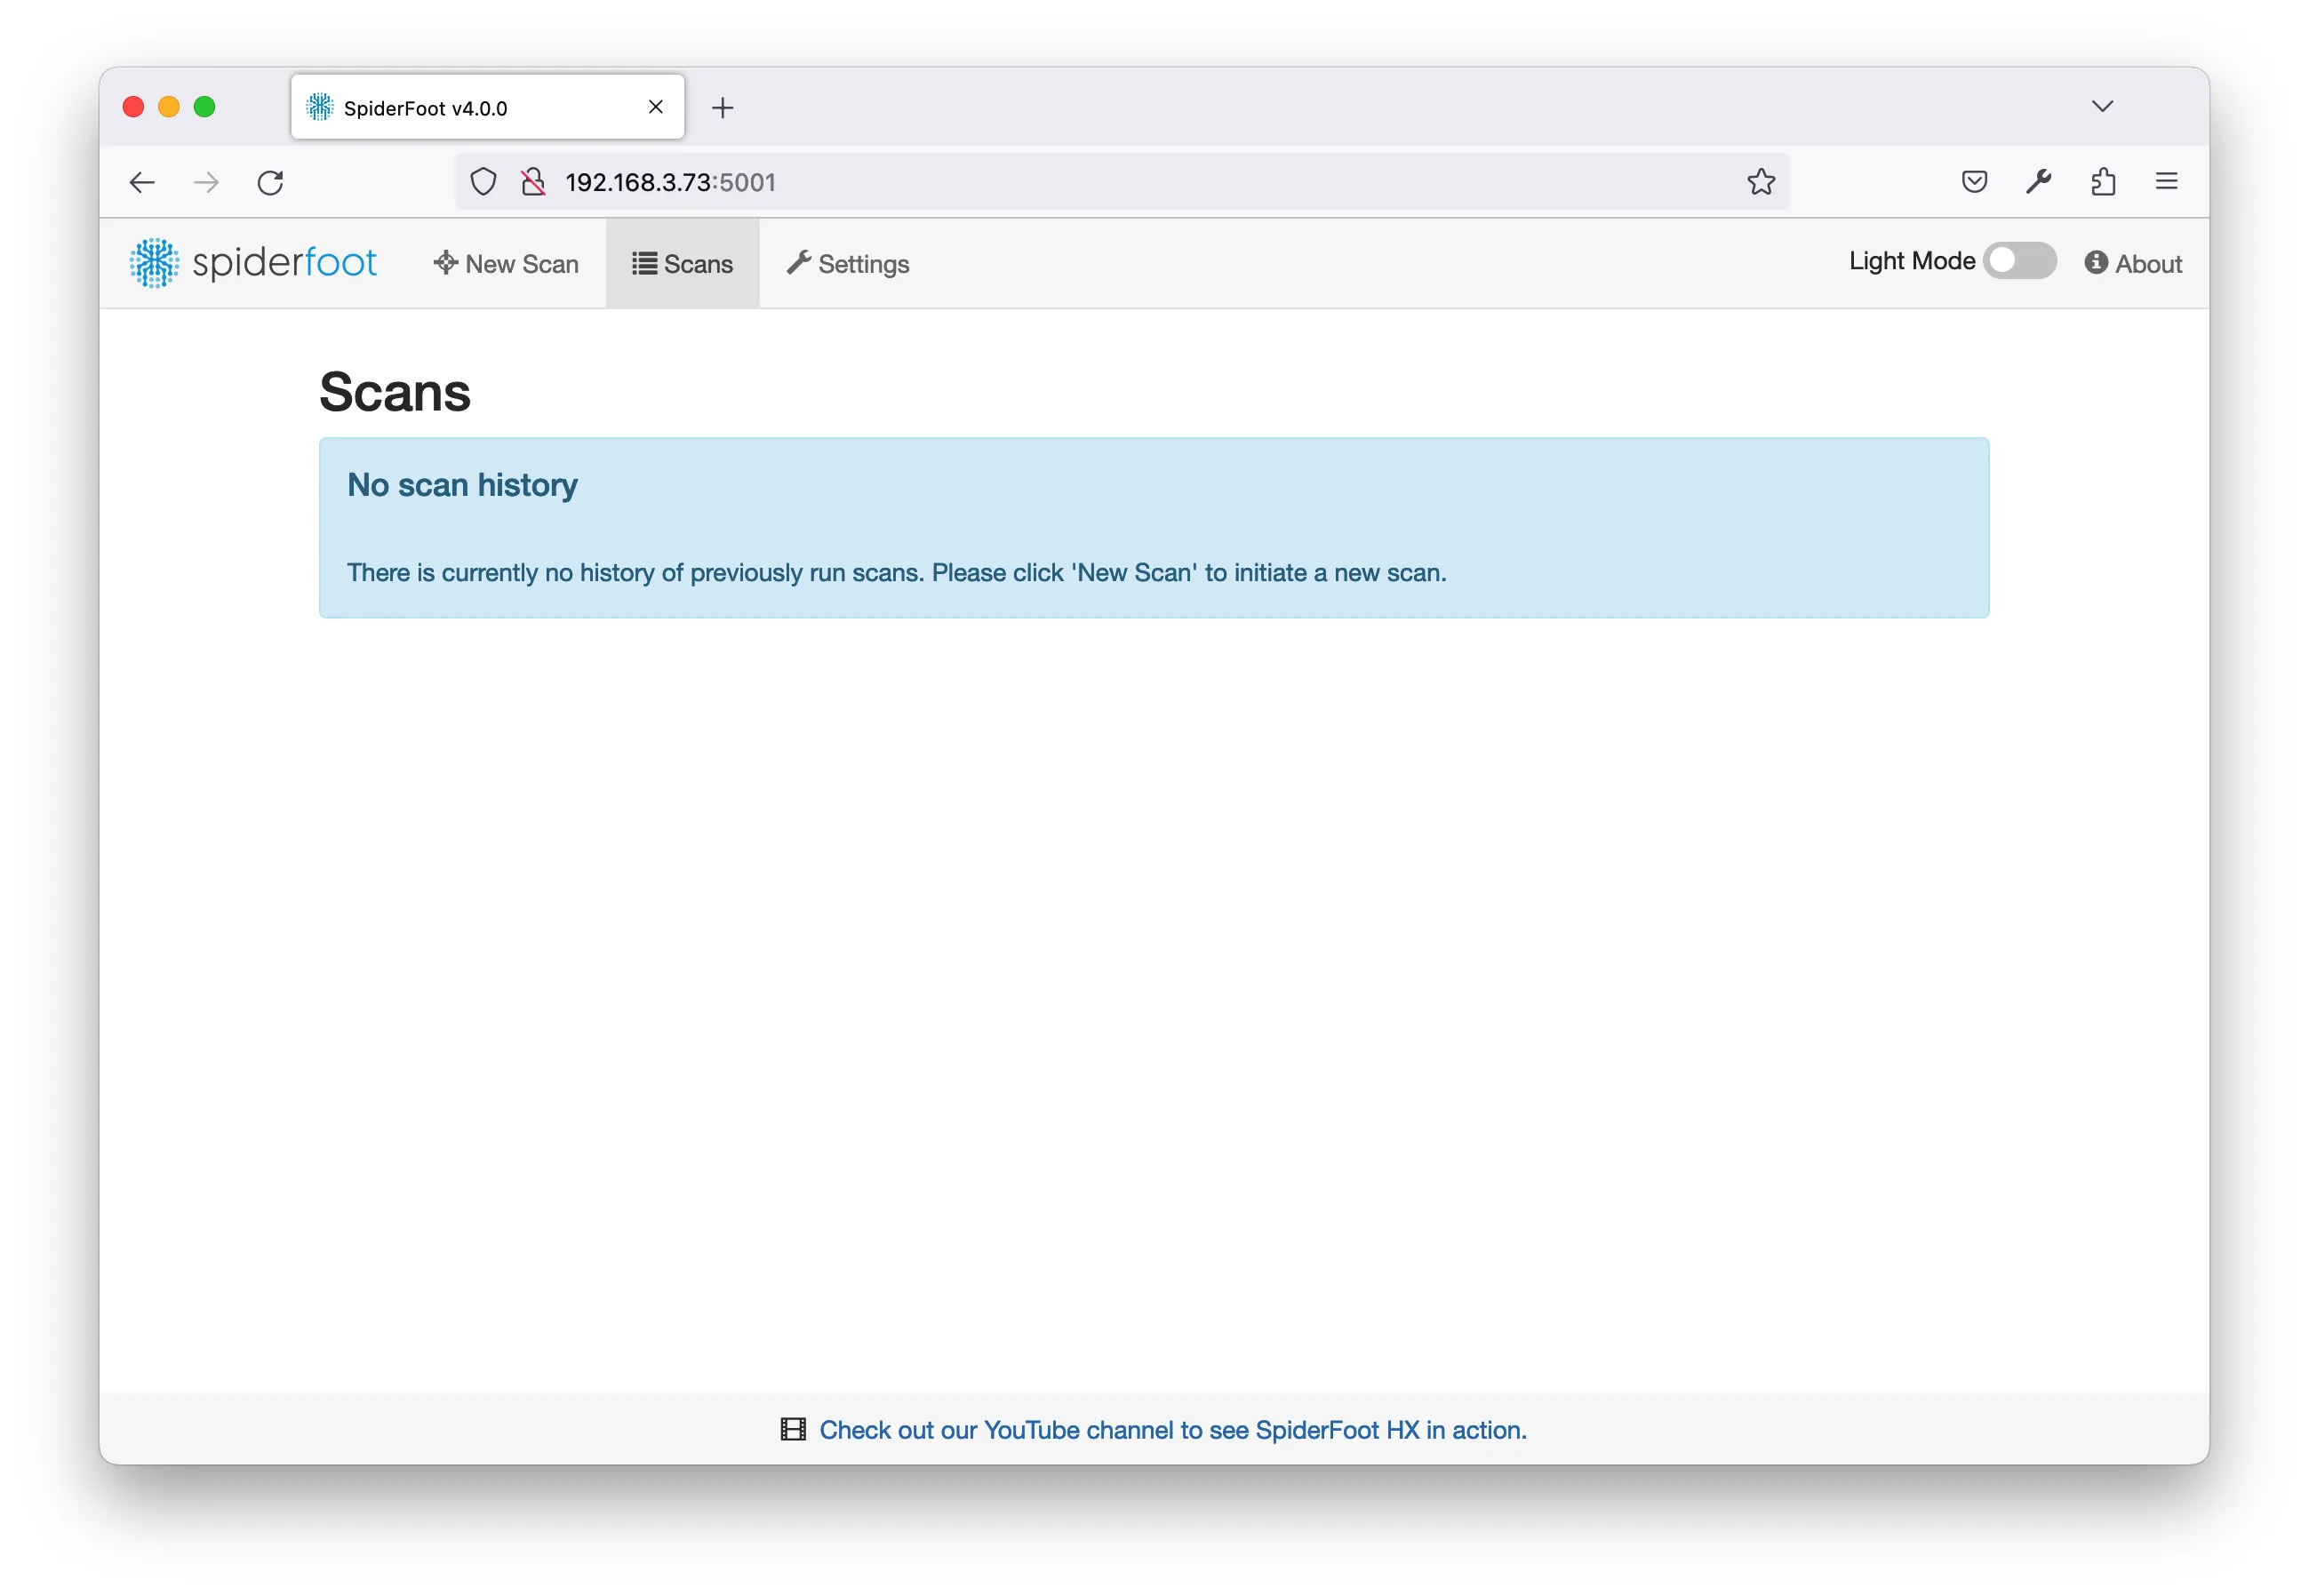 SpiderFoot v4.0.0
192.168.3.73:5001
spiderfoot New Scan Scans Settings Light Mode About
Scans
No scan history
There is currently no history of previously run scans. Please click 'New Scan' to initiate a new scan.
Check out our YouTube channel to see SpiderFoot HX in action.